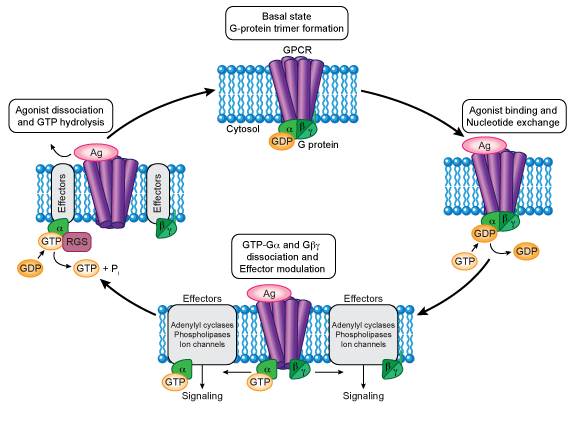 Basal state
G-protein trimer formation
GPCR
Cytosol
α
β
γ
GDP
G protein
Agonist binding and
Nucleotide exchange
Ag
α
β
γ
GDP
GTP
GDP
GTP-Gα and Gβγ
dissociation and
Effector modulation
Effectors
Ag
Effectors
Adenylyl cyclases
Phospholipases
Ion channels
Adenylyl cyclases
Phospholipases
Ion channels
α
GTP
α
GTP
β
γ
β
γ
Signaling
Signaling
Agonist dissociation
and GTP hydrolysis
Ag
Effectors
Effectors
α
β
γ
GTP
RGS
GDP
GTP + Pi